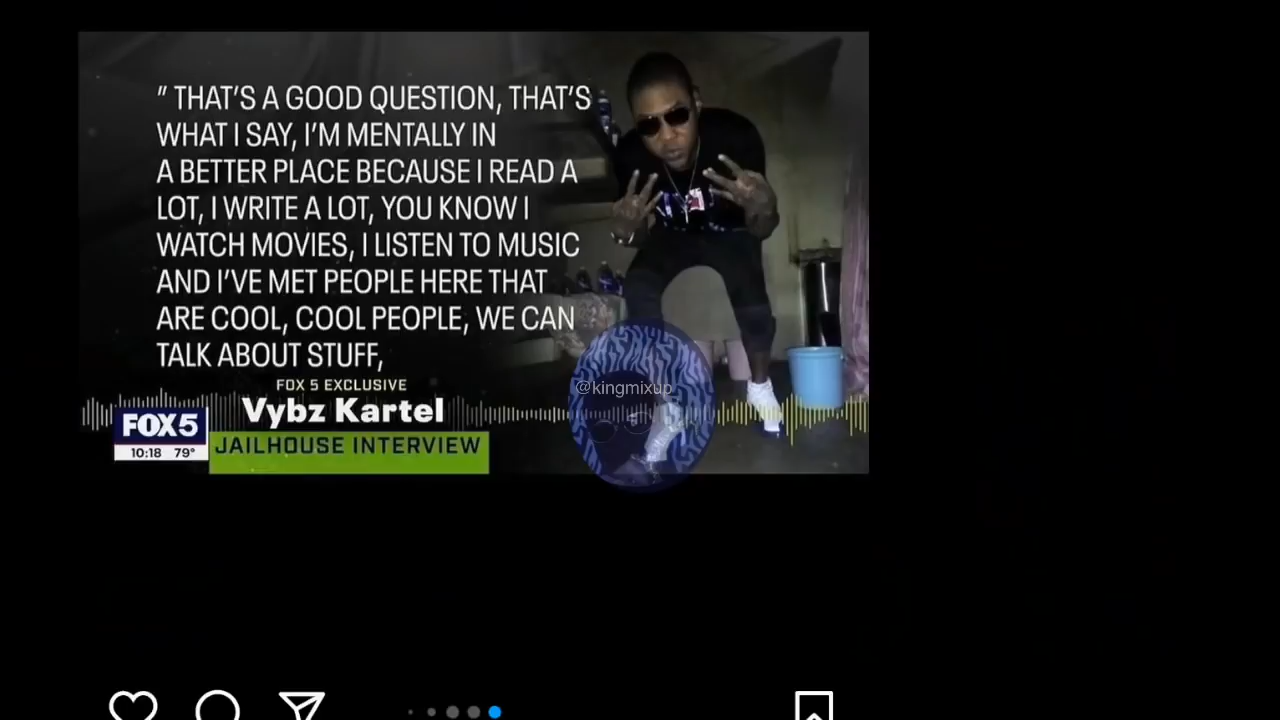 " THAT'S A GOOD QUESTION, THAT'S
WHAT I SAY, I'M MENTALLY IN
A BETTER PLACE BECAUSE I READ A
LOT, I WRITE A LOT, YOU KNOW I
WATCH MOVIES, I LISTEN TO MUSIC
AND I'VE MET PEOPLE HERE THAT
ARE COOL, COOL PEOPLE, WE CAN
TALK ABOUT STUFF,
@kingmixup
FOX 5 EXCLUSIVE
Vybz Kartel
FOX 5
JAILHOUSE INTERVIEW
10:18 79°